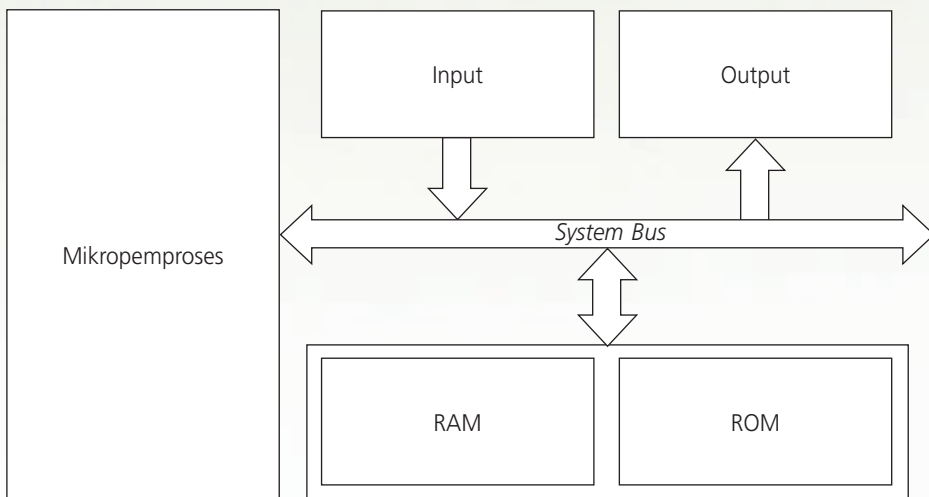 Input
Output
System Bus
Mikropemproses
RAM
ROM